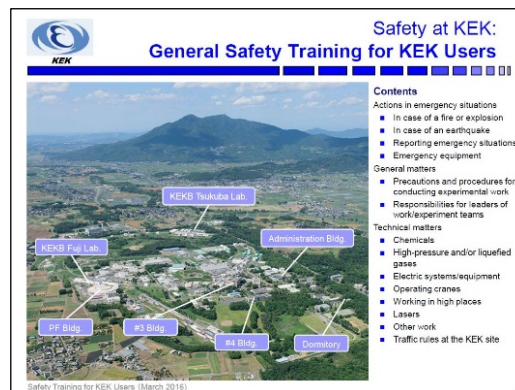 KEK
Safety at KEK:
General Safety Training for KEK Users
KEKB Tsukuba Lab.
KEKB Fuji Lab.
Administration Bldg.
PF Bldg.
#3 Bldg.
#4 Bldg.
Dormitory
Contents
Actions in emergency situations
In case of a fire or explosion
In case of an earthquake
Reporting emergency situations
Emergency equipment
General matters
Precautions and procedures for
conducting experimental work
Responsibilities for leaders of
work/experiment teams
Technical matters
Chemicals
High-pressure and/or liquefied
gases
Electric systems/equipment
Operating cranes
Working in high places
Lasers
Other work
Traffic rules at the KEK site
Safety Training for KEK Users (March 2016)